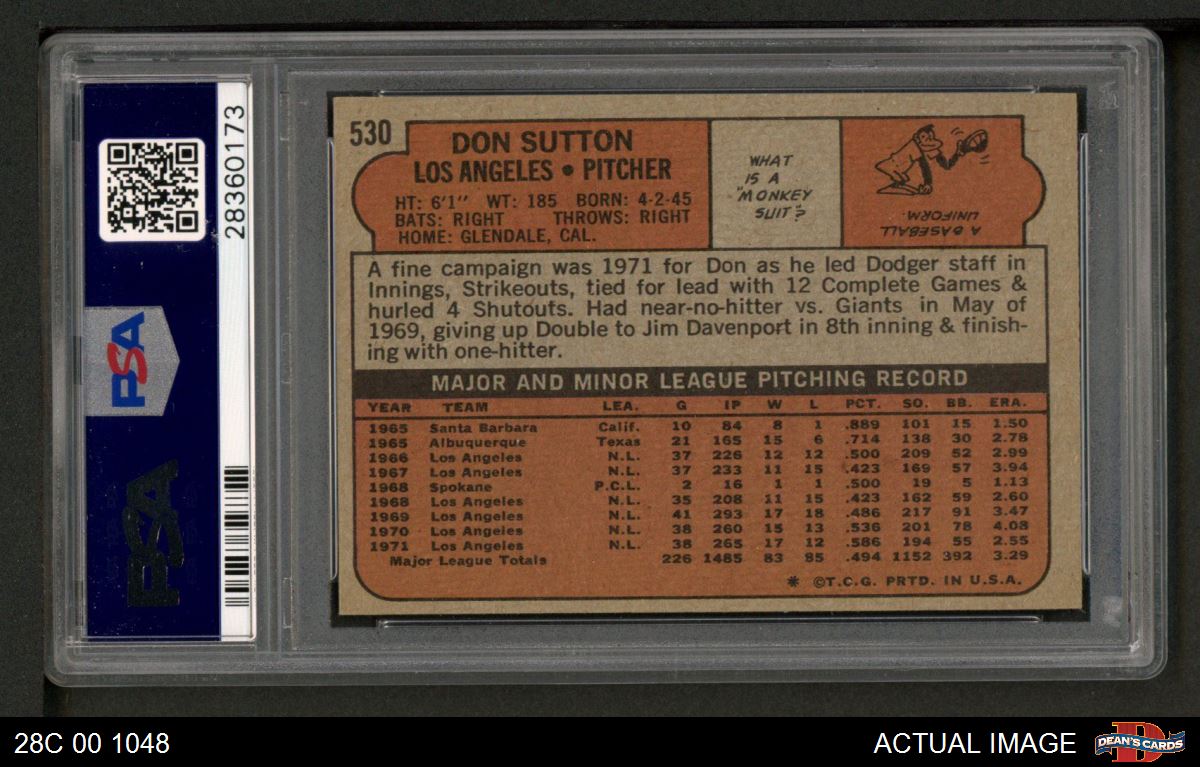 28360173
PSA
PSA
530
DON SUTTON
LOS ANGELES • PITCHER
HT: 6'1" WT: 185 BORN: 4-2-45
BATS: RIGHT THROWS: RIGHT
HOME: GLENDALE, CAL.
WHAT
IS A
"MONKEY
SUIT?
A BASEBALL
UNIFORM.
A fine campaign was 1971 for Don as he led Dodger staff in
Innings, Strikeouts, tied for lead with 12 Complete Games &
hurled 4 Shutouts. Had near-no-hitter vs. Giants in May of
1969, giving up Double to Jim Davenport in 8th inning & finish-
ing with one-hitter.
MAJOR AND MINOR LEAGUE PITCHING RECORD
YEAR TEAM LEA. G IP W L PCT. SO. BB. ERA.
1965 Santa Barbara Calif. 10 84 8 1 .889 101 15 1.50
1965 Albuquerque Texas 21 165 15 6 .714 138 30 2.78
1966 Los Angeles N.L. 37 226 12 12 .500 209 52 2.99
1967 Los Angeles N.L. 37 233 11 15 .423 169 57 3.94
1968 Spokane P.C.L. 2 16 1 1 .500 19 5 1.13
1968 Los Angeles N.L. 35 208 11 15 .423 162 59 2.60
1969 Los Angeles N.L. 41 293 17 18 .486 217 91 3.47
1970 Los Angeles N.L. 38 260 15 13 .536 201 78 4.08
1971 Los Angeles N.L. 38 265 17 12 .586 194 55 2.55
Major League Totals 226 1485 83 85 .494 1152 392 3.29
* ©T.C.G. PRTD. IN U.S.A.
28C 00 1048
ACTUAL IMAGE
D
DEAN'S CARDS